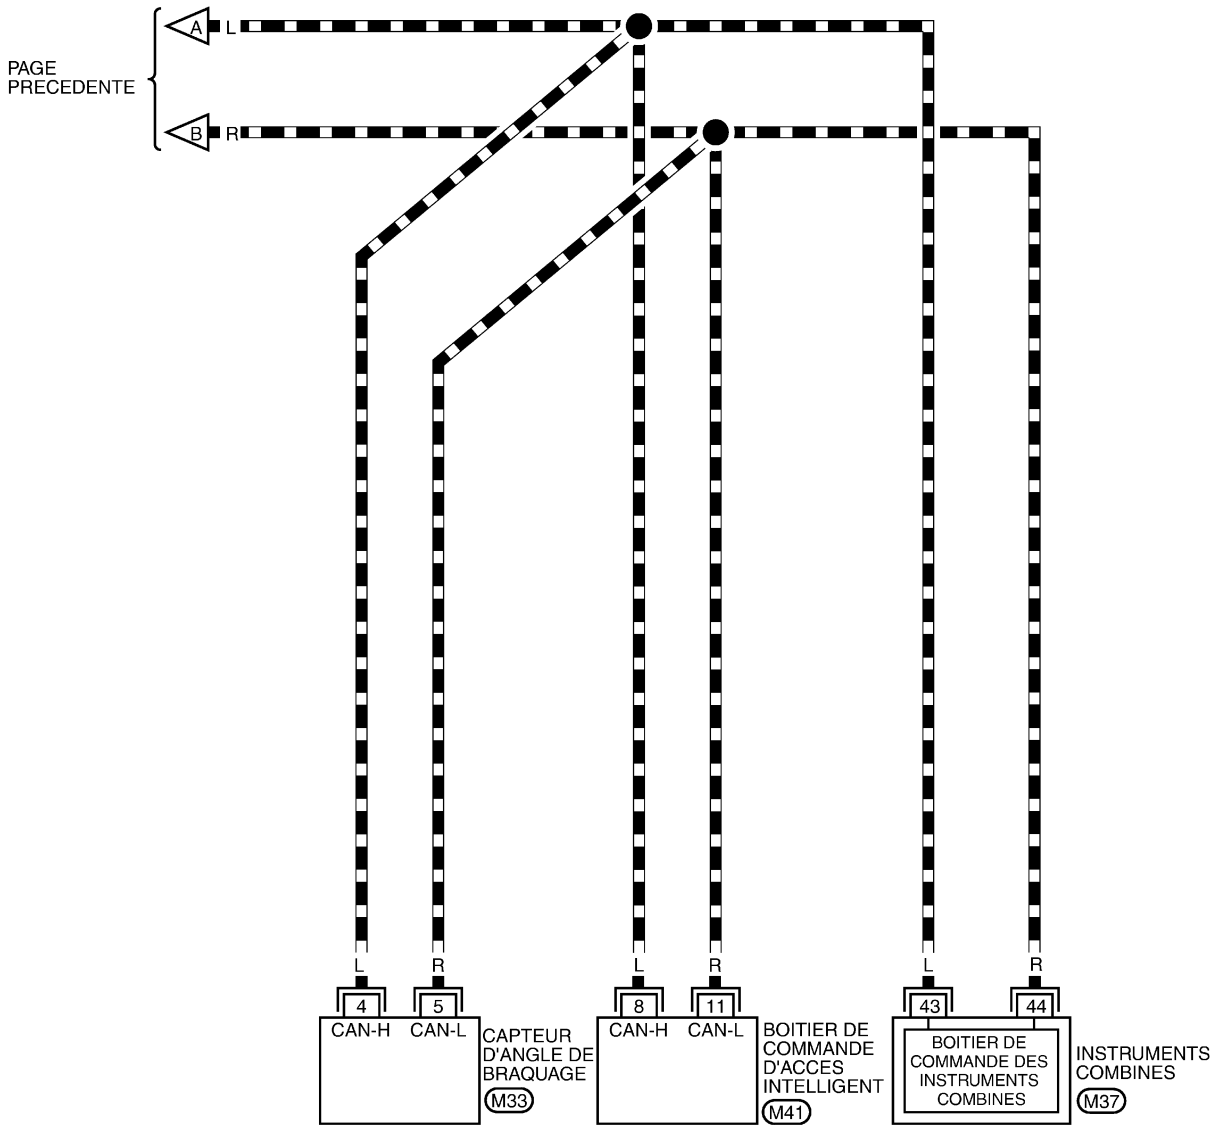 A L
PAGE
PRECEDENTE
B R
L R L R L R
4 5 8 11 43 44
CAN-H CAN-L
CAPTEUR
D'ANGLE DE
BRAQUAGE
M33
CAN-H CAN-L
BOITIER DE
COMMANDE
D'ACCES
INTELLIGENT
M41
BOITIER DE
COMMANDE DES
INSTRUMENTS
COMBINES
INSTRUMENTS
COMBINES
M37